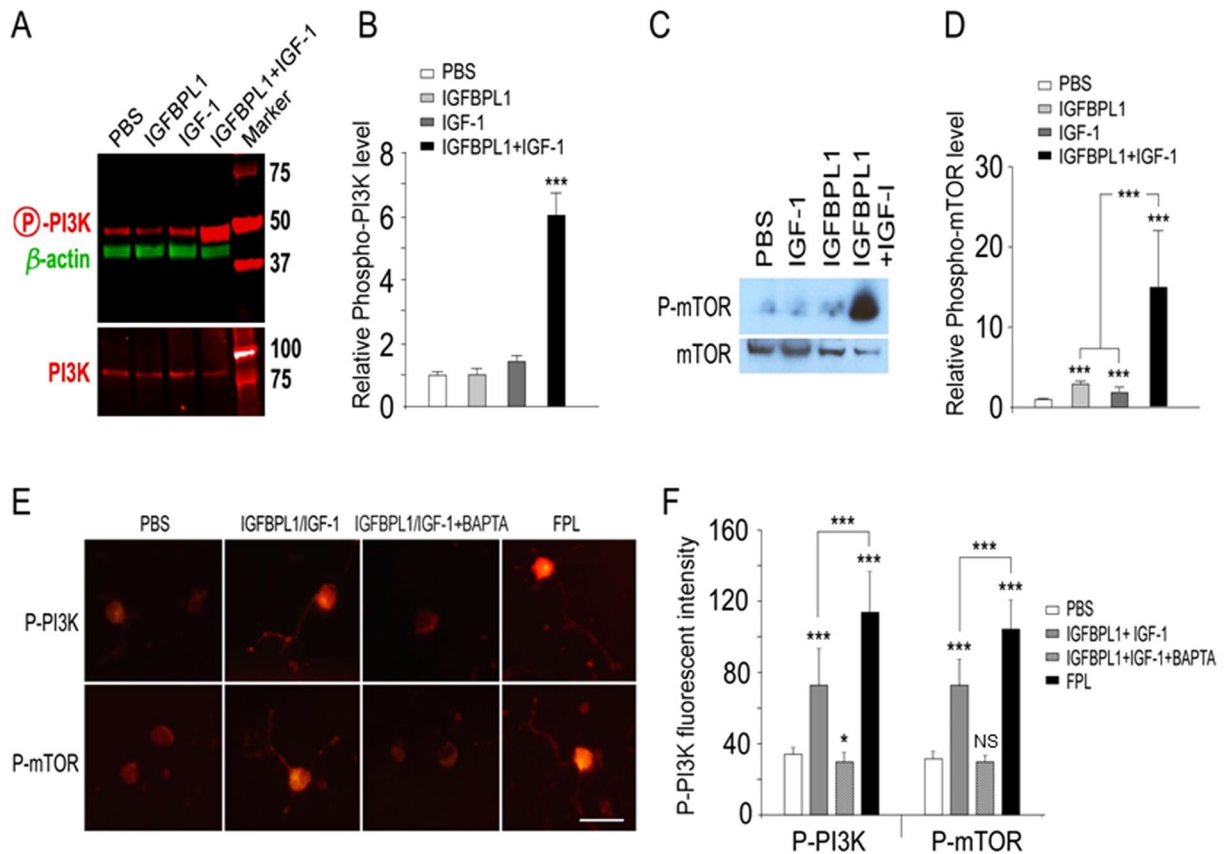 A
PBS
IGFBPL1
IGF-1
IGFBPL1+IGF-1
Marker
75
50
37
Ⓟ-PI3K
β-actin
100
75
PI3K
B
PBS
IGFBPL1
IGF-1
IGFBPL1+IGF-1
Relative Phospho-PI3K level
8
6
4
2
0
***
C
PBS
IGF-1
IGFBPL1
IGFBPL1
+IGF-I
P-mTOR
mTOR
D
PBS
IGFBPL1
IGF-1
IGFBPL1+IGF-1
Relative Phospho-mTOR level
30
20
10
0
***
***
***
***
E
PBS
IGFBPL1/IGF-1
IGFBPL1/IGF-1+BAPTA
FPL
P-PI3K
P-mTOR
F
P-PI3K fluorescent intensity
160
120
80
40
0
***
***
***
*
***
***
***
NS
P-PI3K
P-mTOR
PBS
IGFBPL1+ IGF-1
IGFBPL1+IGF-1+BAPTA
FPL